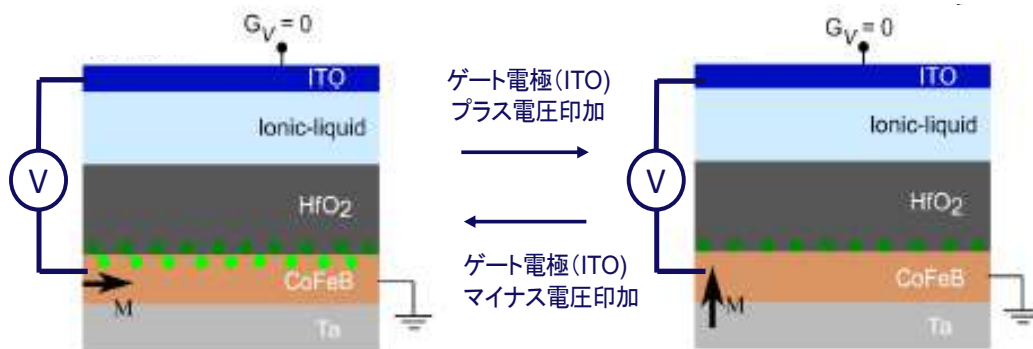 G_V = 0
ITO
Ionic-liquid
V
HfO₂
CoFeB
M
Ta
ゲート電極(ITO)
プラス電圧印加
ゲート電極(ITO)
マイナス電圧印加
G_V = 0
ITO
Ionic-liquid
V
HfO₂
CoFeB
M
Ta